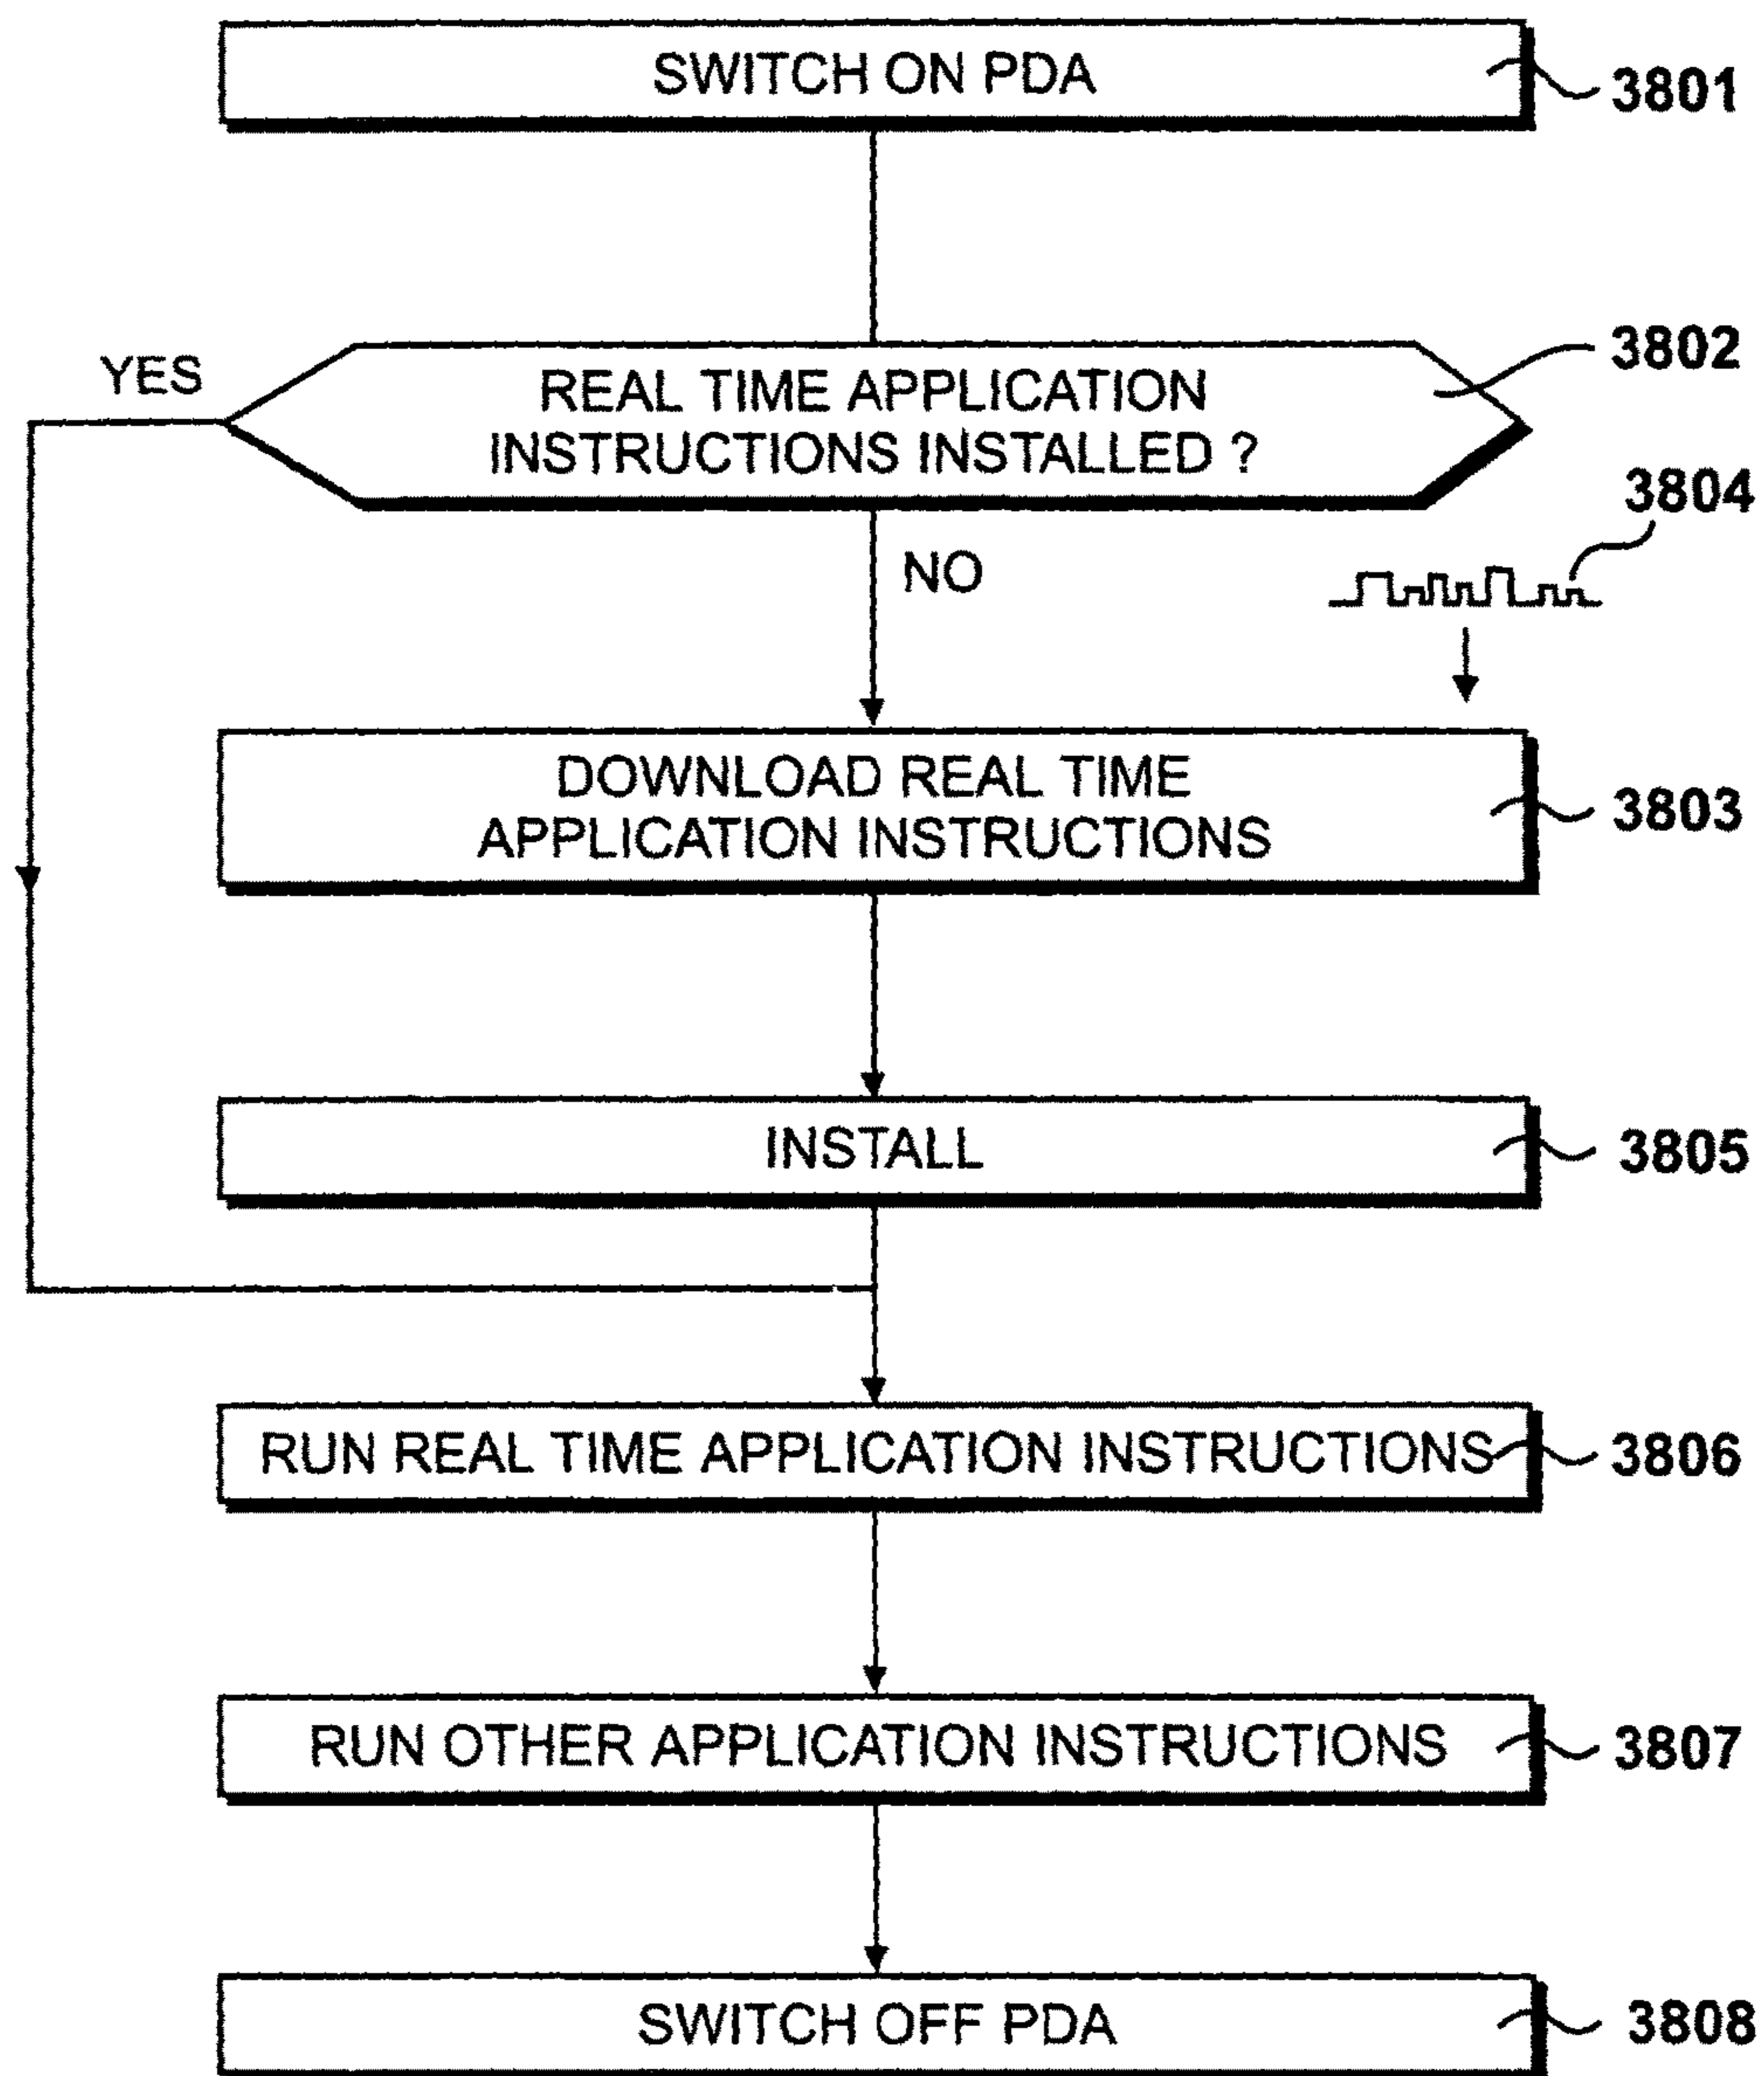 SWITCH ON PDA
3801
YES
REAL TIME APPLICATION
INSTRUCTIONS INSTALLED ?
3802
3804
NO
DOWNLOAD REAL TIME
APPLICATION INSTRUCTIONS
3803
INSTALL
3805
RUN REAL TIME APPLICATION INSTRUCTIONS
3806
RUN OTHER APPLICATION INSTRUCTIONS
3807
SWITCH OFF PDA
3808